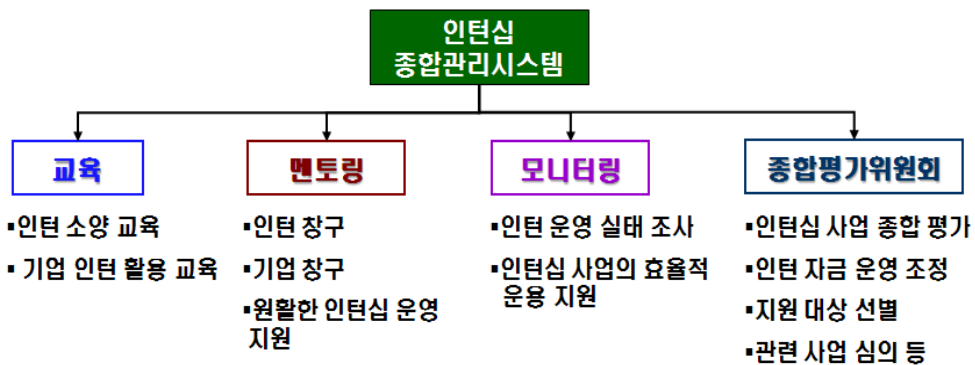 인턴십
종합관리시스템
교육
▪인턴 소양 교육
▪ 기업 인턴 활용 교육
멘토링
▪인턴 창구
▪기업 창구
▪원활한 인턴십 운영
지원
모니터링
▪인턴 운영 실태 조사
▪인턴십 사업의 효율적
운용 지원
종합평가위원회
▪인턴십 사업 종합 평가
▪인턴 자금 운영 조정
▪지원 대상 선별
▪관련 사업 심의 등